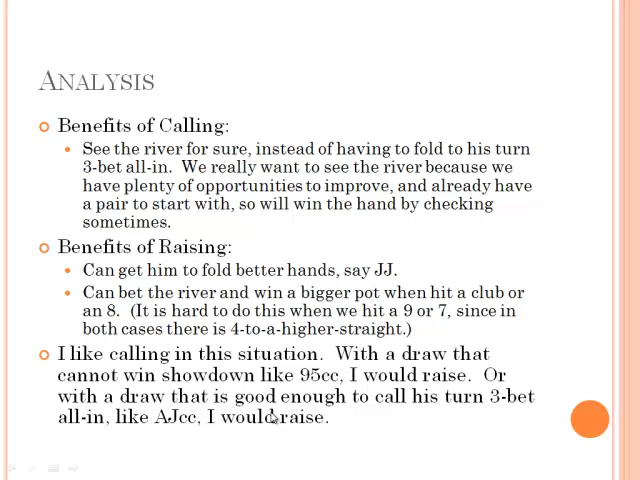 ANALYSIS
Benefits of Calling:
See the river for sure, instead of having to fold to his turn
3-bet all-in. We really want to see the river because we
have plenty of opportunities to improve, and already have
a pair to start with, so will win the hand by checking
sometimes.
Benefits of Raising:
Can get him to fold better hands, say JJ.
Can bet the river and win a bigger pot when hit a club or
an 8. (It is hard to do this when we hit a 9 or 7, since in
both cases there is 4-to-a-higher-straight.)
I like calling in this situation. With a draw that
cannot win showdown like 95cc, I would raise. Or
with a draw that is good enough to call his turn 3-bet
all-in, like AJcc, I would raise.